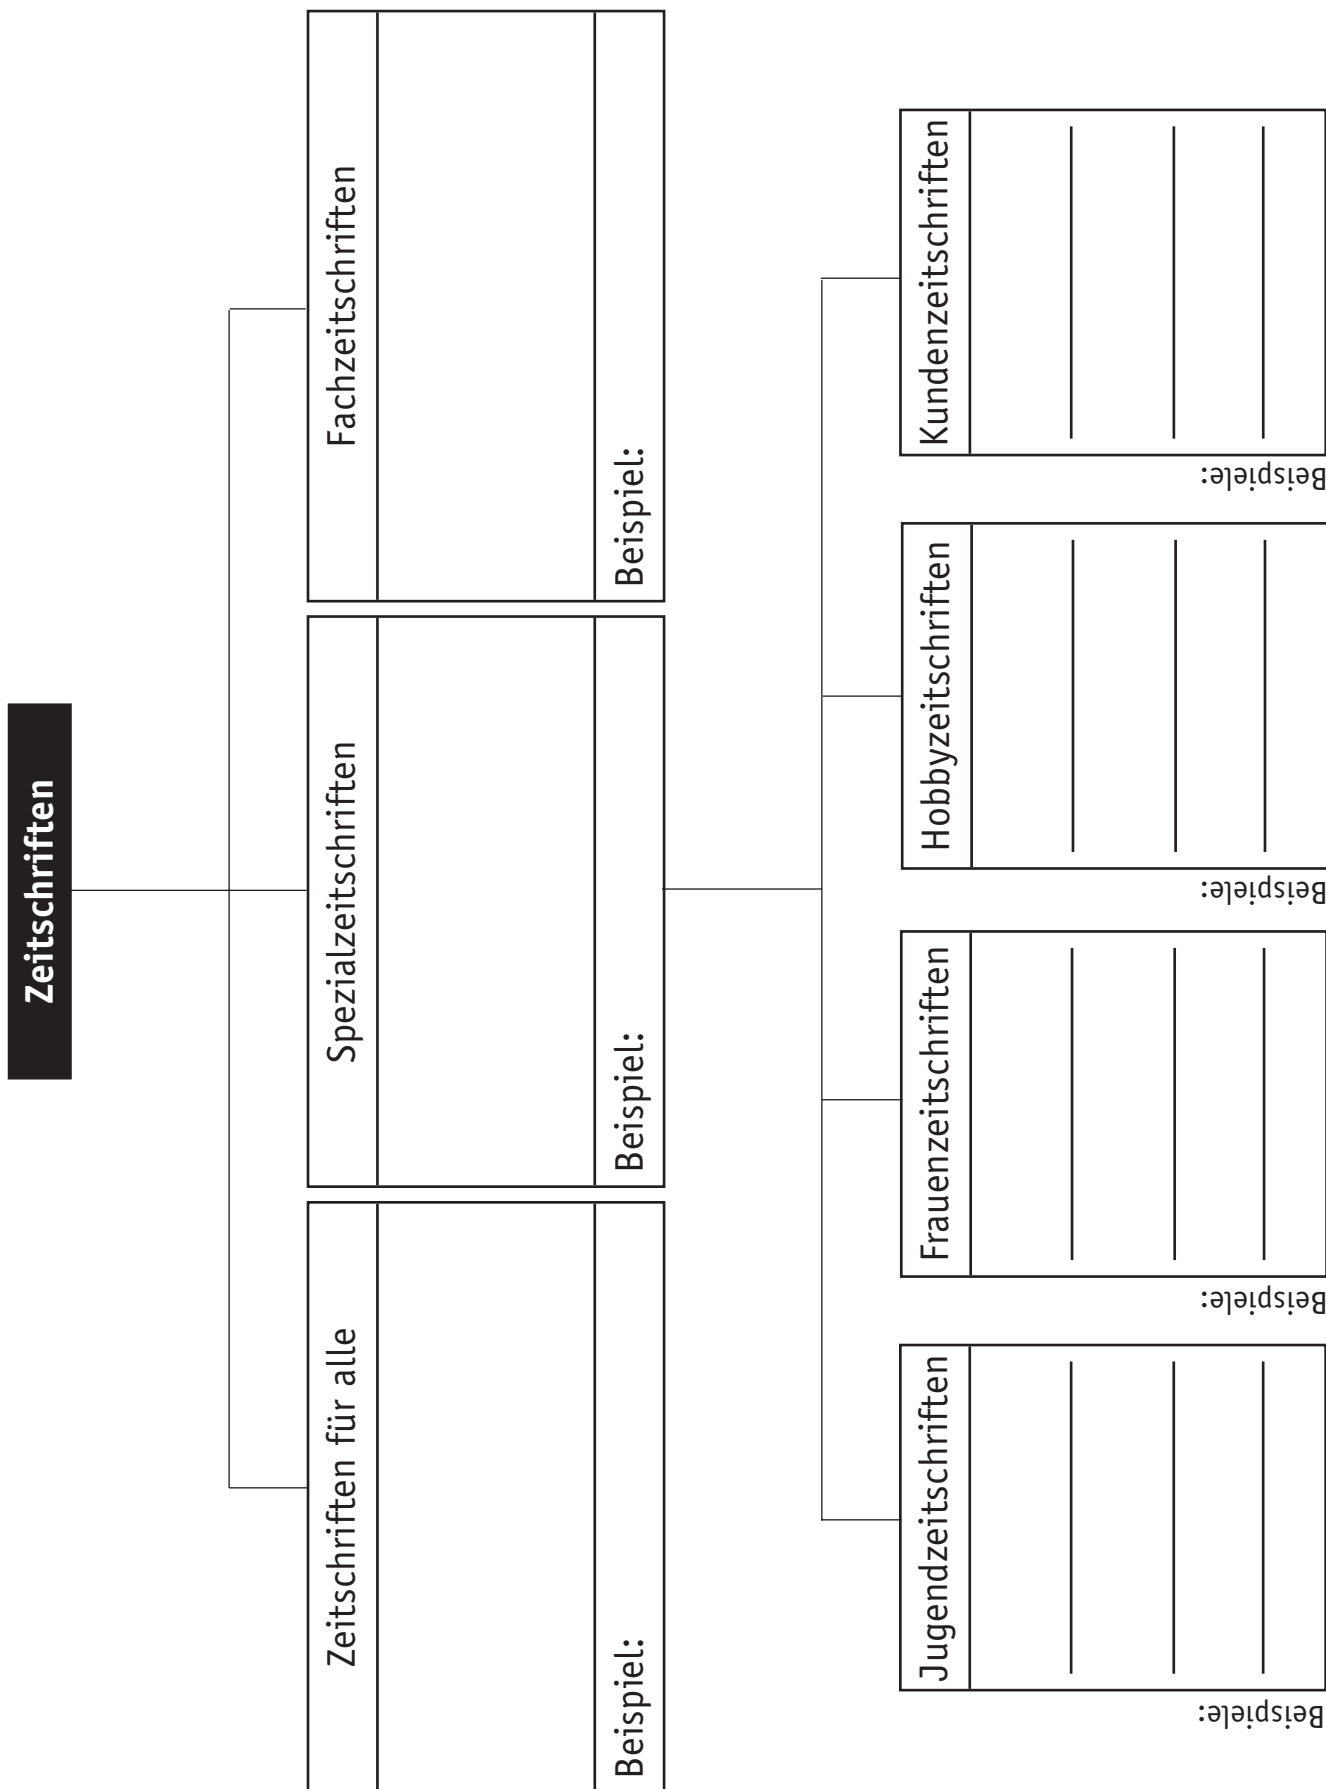 Zeitschriften
Zeitschriften für alle
Beispiel:
Spezialzeitschriften
Beispiel:
Fachzeitschriften
Beispiel:
Jugendzeitschriften
Beispiele:
Frauenzeitschriften
Beispiele:
Hobbyzeitschriften
Beispiele:
Kundenzeitschriften
Beispiele: